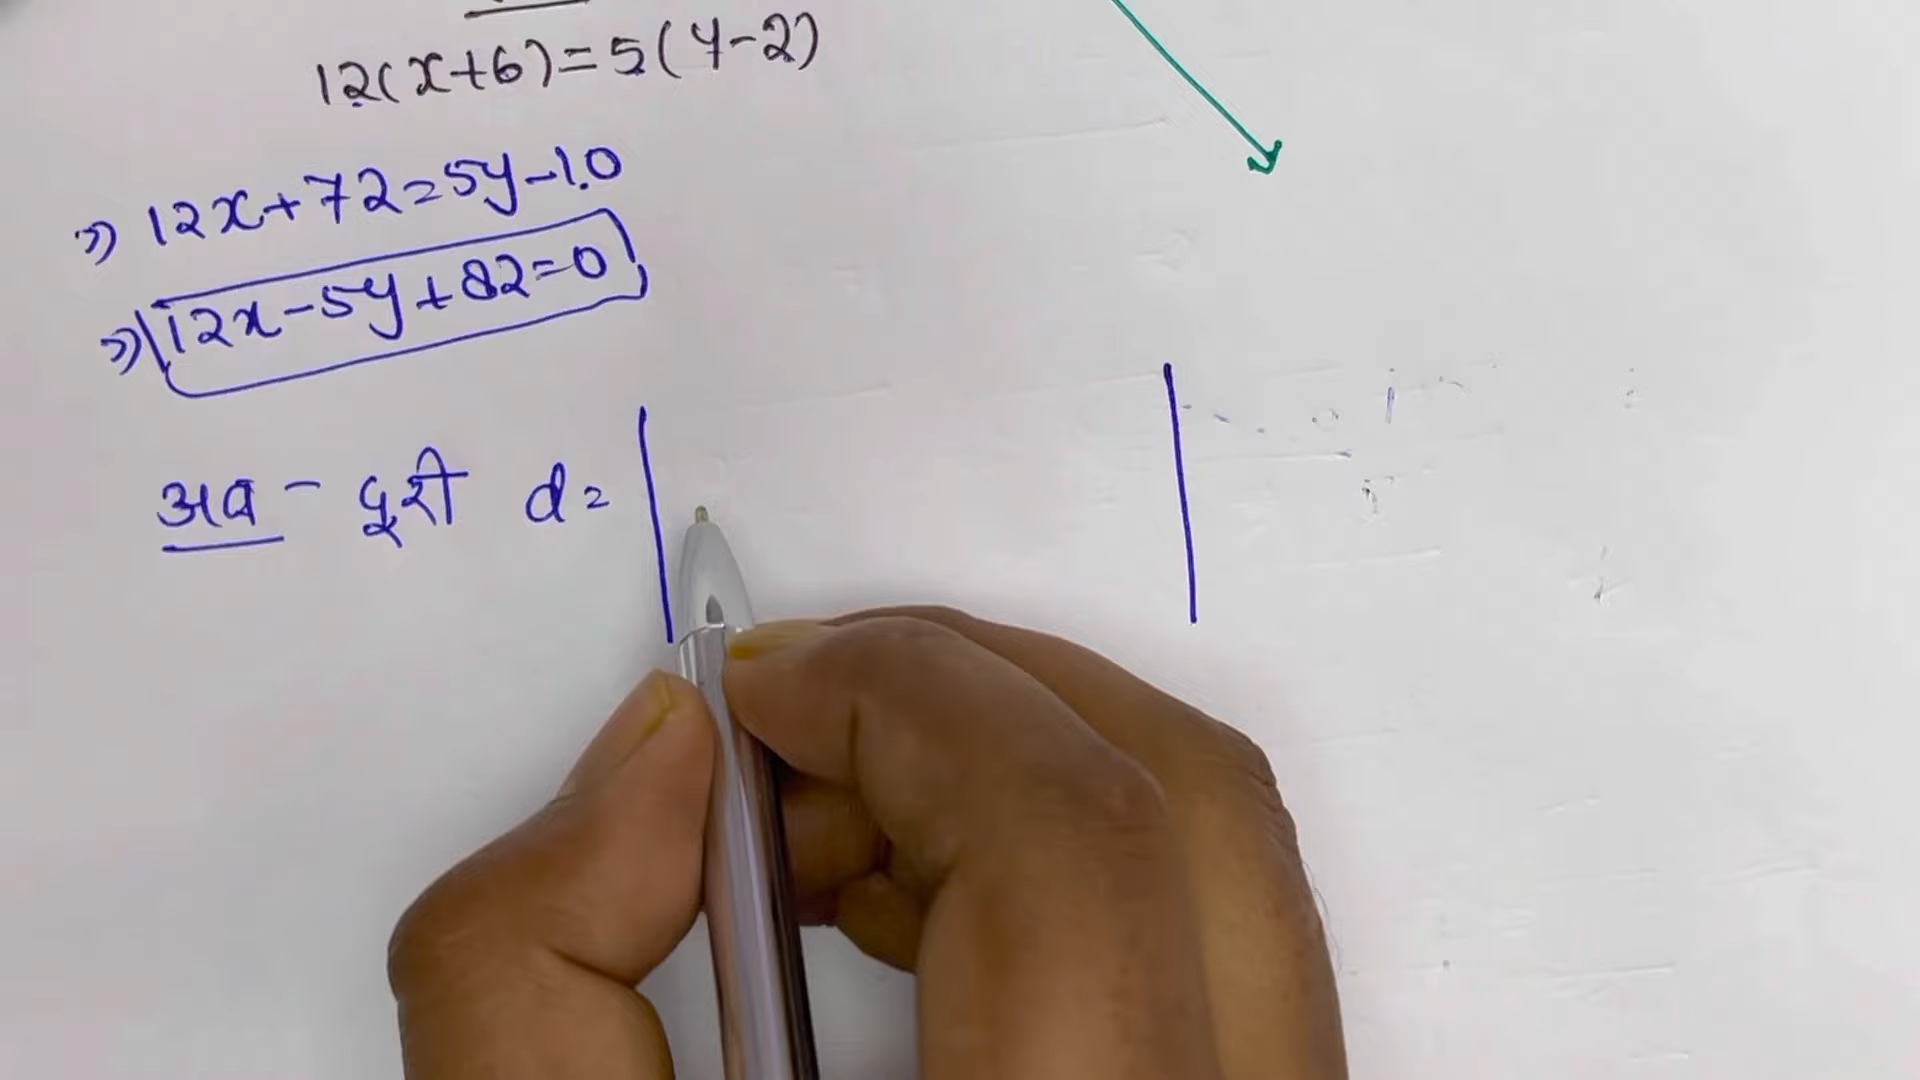 12(x+6)=5(y-2)
⇒ 12x+72=5y-10
⇒ 12x-5y+82=0
अब - दूरी d=